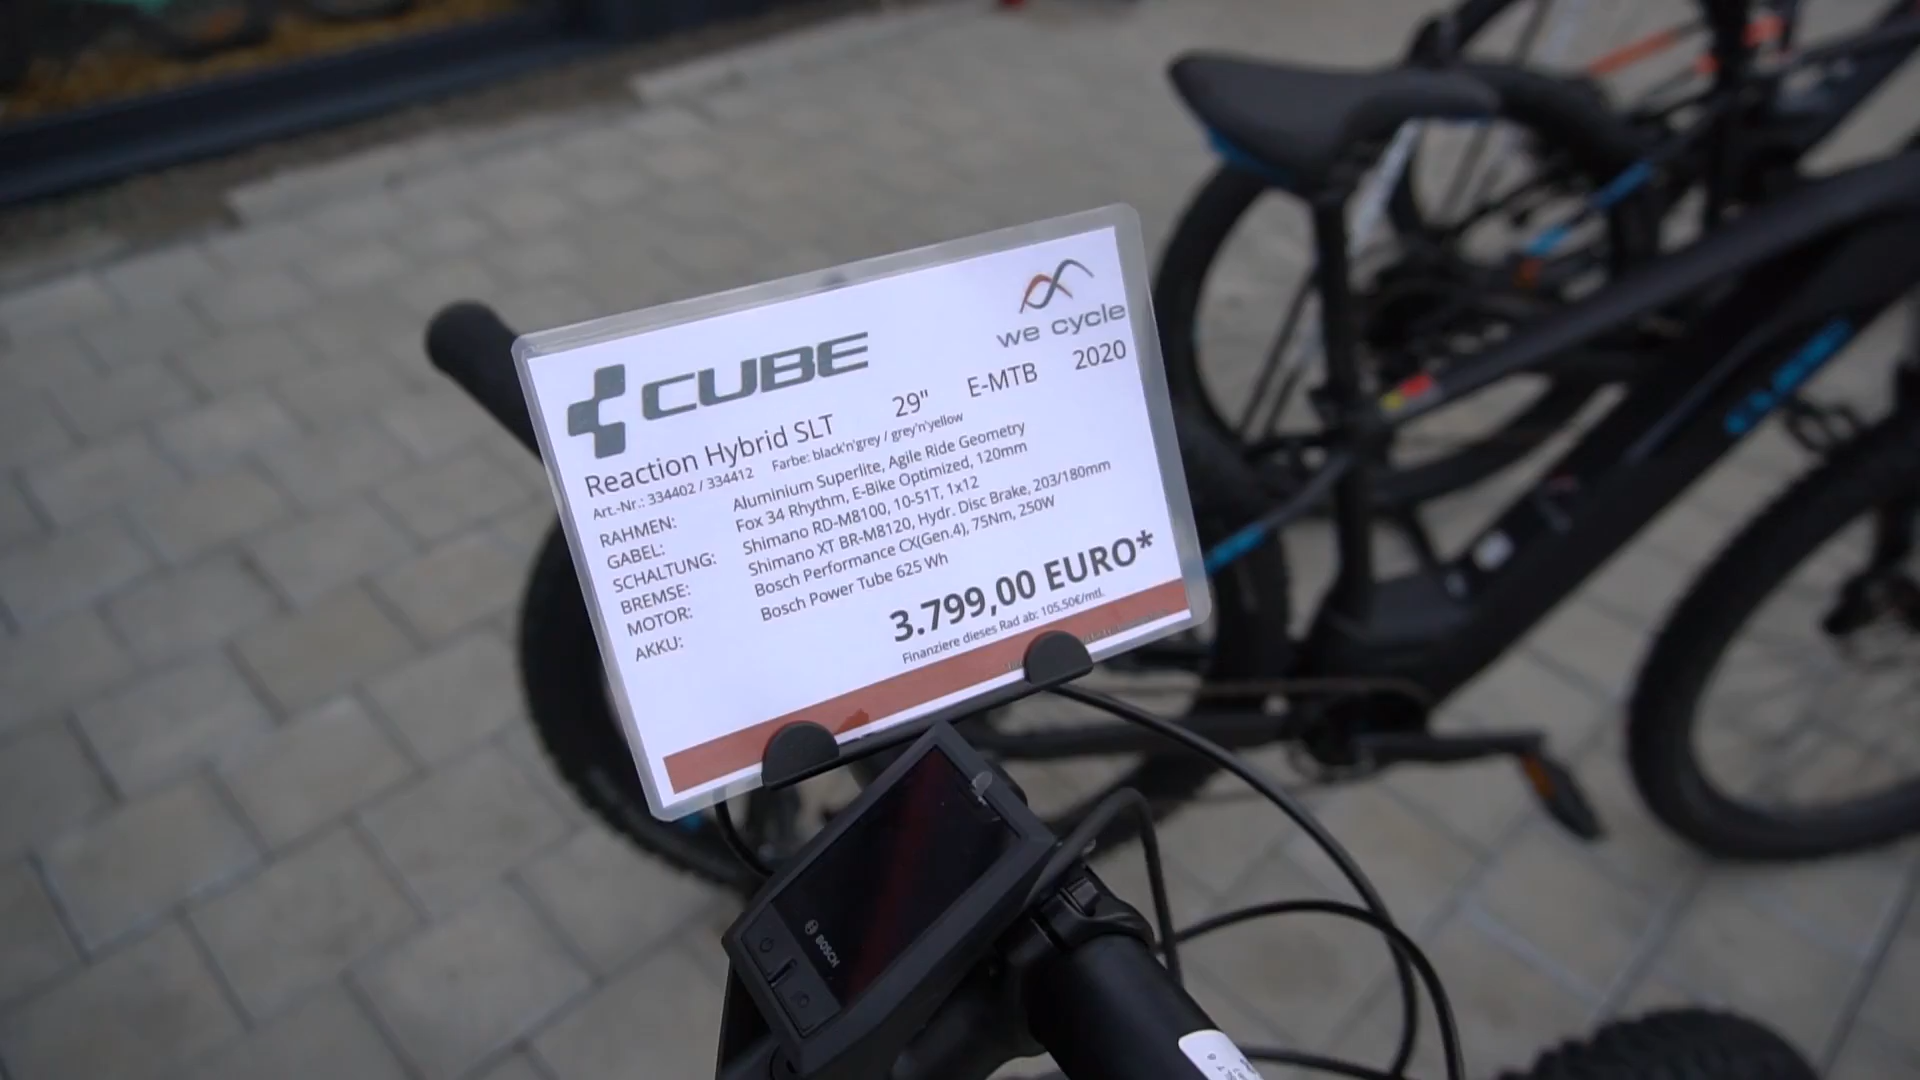 CUBE
we cycle
Reaction Hybrid SLT 29" E-MTB 2020
Art.-Nr.: 334402 / 334412 Farbe: black'n'grey / grey'n'yellow
RAHMEN: Aluminium Superlite, Agile Ride Geometry
GABEL: Fox 34 Rhythm, E-Bike Optimized, 120mm
SCHALTUNG: Shimano RD-M8100, 10-51T, 1x12
BREMSE: Shimano XT BR-M8120, Hydr. Disc Brake, 203/180mm
MOTOR: Bosch Performance CX(Gen.4), 75Nm, 250W
AKKU: Bosch Power Tube 625 Wh
3.799,00 EURO*
Finanziere dieses Rad ab: 105,50€/mtl.
BOSCH
CUBE